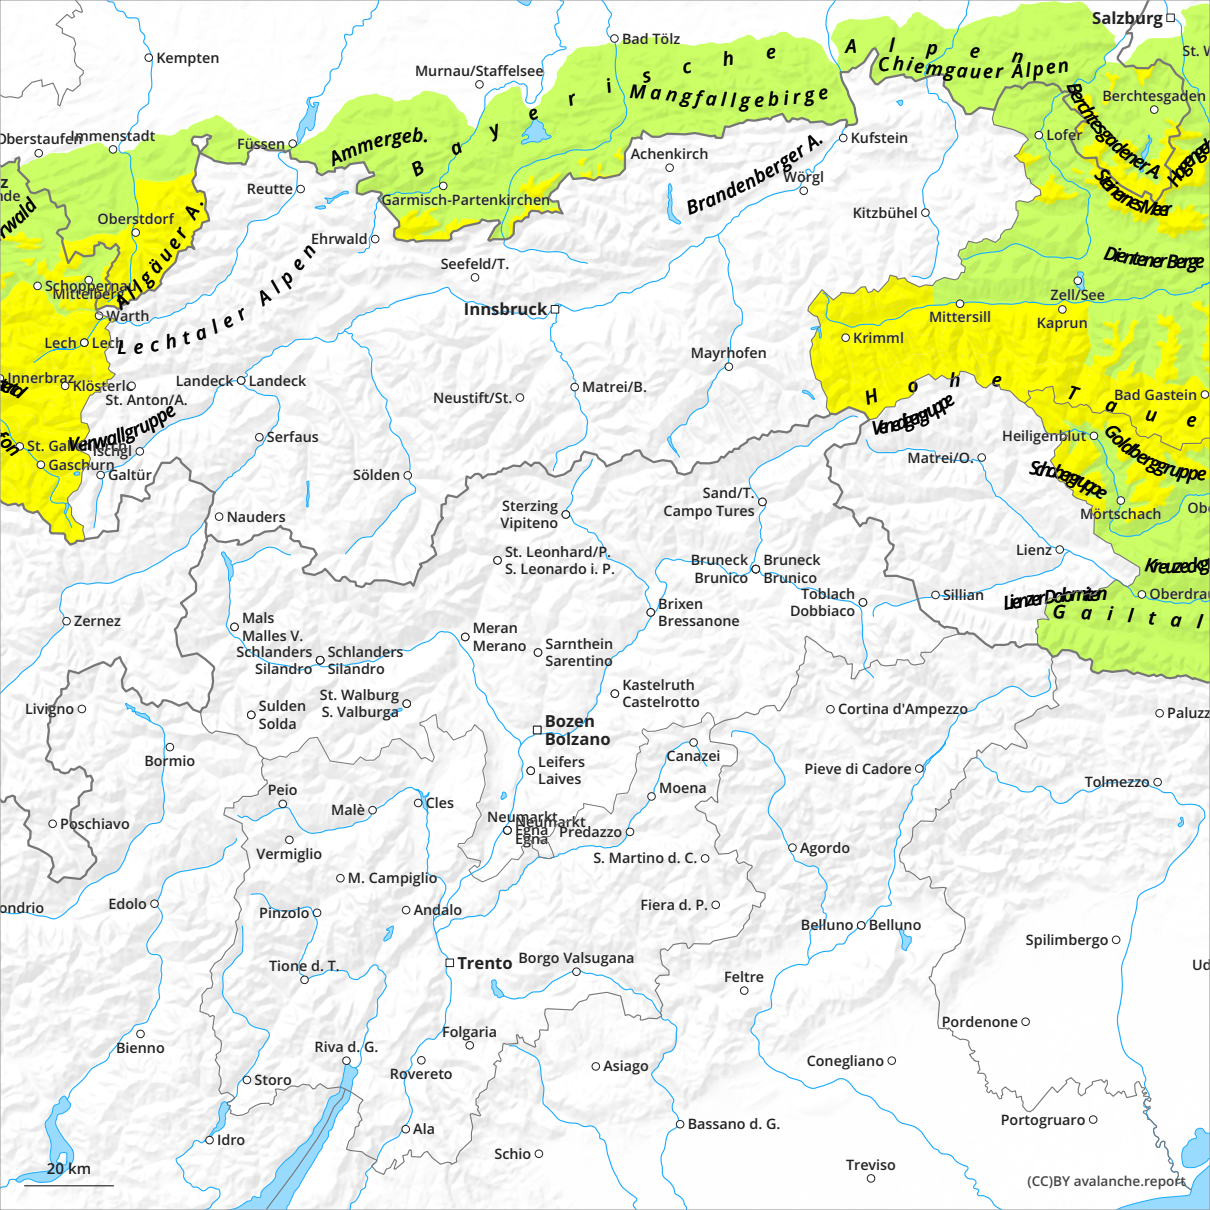 Salzburg
St. W
Kempten
Bad Tölz
Murnau/Staffelsee
Bayerische Alpen
Chiemgauer Alpen
Mangfallgebirge
Berchtesgaden
Berchtesgadener A.
Oberstaufen
Immenstadt
Füssen
Ammergeb.
Kufstein
Lofer
Achenkirch
Brandenberger A.
Wörgl
Steinernes Meer
Reutte
Garmisch-Partenkirchen
Kitzbühel
Oberstdorf
Allgäuer A.
Ehrwald
Seefeld/T.
Dientener Berge
Mittelberg
Zell/See
Kaprun
Mittersill
Warth
Innsbruck
Lechtaler Alpen
Lech
Lech
Krimml
Mayrhofen
Innerbraz
Klösterle
St. Anton/A.
Landeck
Landeck
Matrei/B.
Neustift/St.
Hohe Taue
Bad Gastein
Venedigergruppe
Verwallgruppe
Ischgl
Serfaus
Heiligenblut
Goldberggruppe
Gaschurn
Galtür
Sölden
Matrei/O.
Schobergruppe
Nauders
Sterzing
Vipiteno
Sand/T.
Campo Tures
Mörtschach
Lienz
St. Leonhard/P.
S. Leonardo i. P.
Bruneck
Brunico
Bruneck
Brunico
Toblach
Dobbiaco
Sillian
Lienzer Dolomiten
Oberdrau
Gailtal
Zernez
Mals
Malles V.
Brixen
Bressanone
Meran
Merano
Sarnthein
Sarentino
Schlanders
Silandro
Schlanders
Silandro
St. Walburg
S. Valburga
Kastelruth
Castelrotto
Livigno
Sulden
Solda
Bozen
Bolzano
Cortina d'Ampezzo
Paluzz
Bormio
Leifers
Laives
Canazei
Pieve di Cadore
Tolmezzo
Peio
Malè
Cles
Moena
Poschiavo
Neumarkt
Egna
Neumarkt
Egna
Predazzo
Vermiglio
S. Martino d. C.
Agordo
M. Campiglio
ondrio
Edolo
Pinzolo
Andalo
Fiera d. P.
Belluno
Belluno
Spilimbergo
Tione d. T.
Trento
Borgo Valsugana
Ud
Feltre
Pordenone
Bienno
Folgaria
Riva d. G.
Rovereto
Asiago
Conegliano
Storo
Ala
Idro
Bassano d. G.
Portogruaro
Schio
Treviso
20 km
(CC)BY avalanche.report